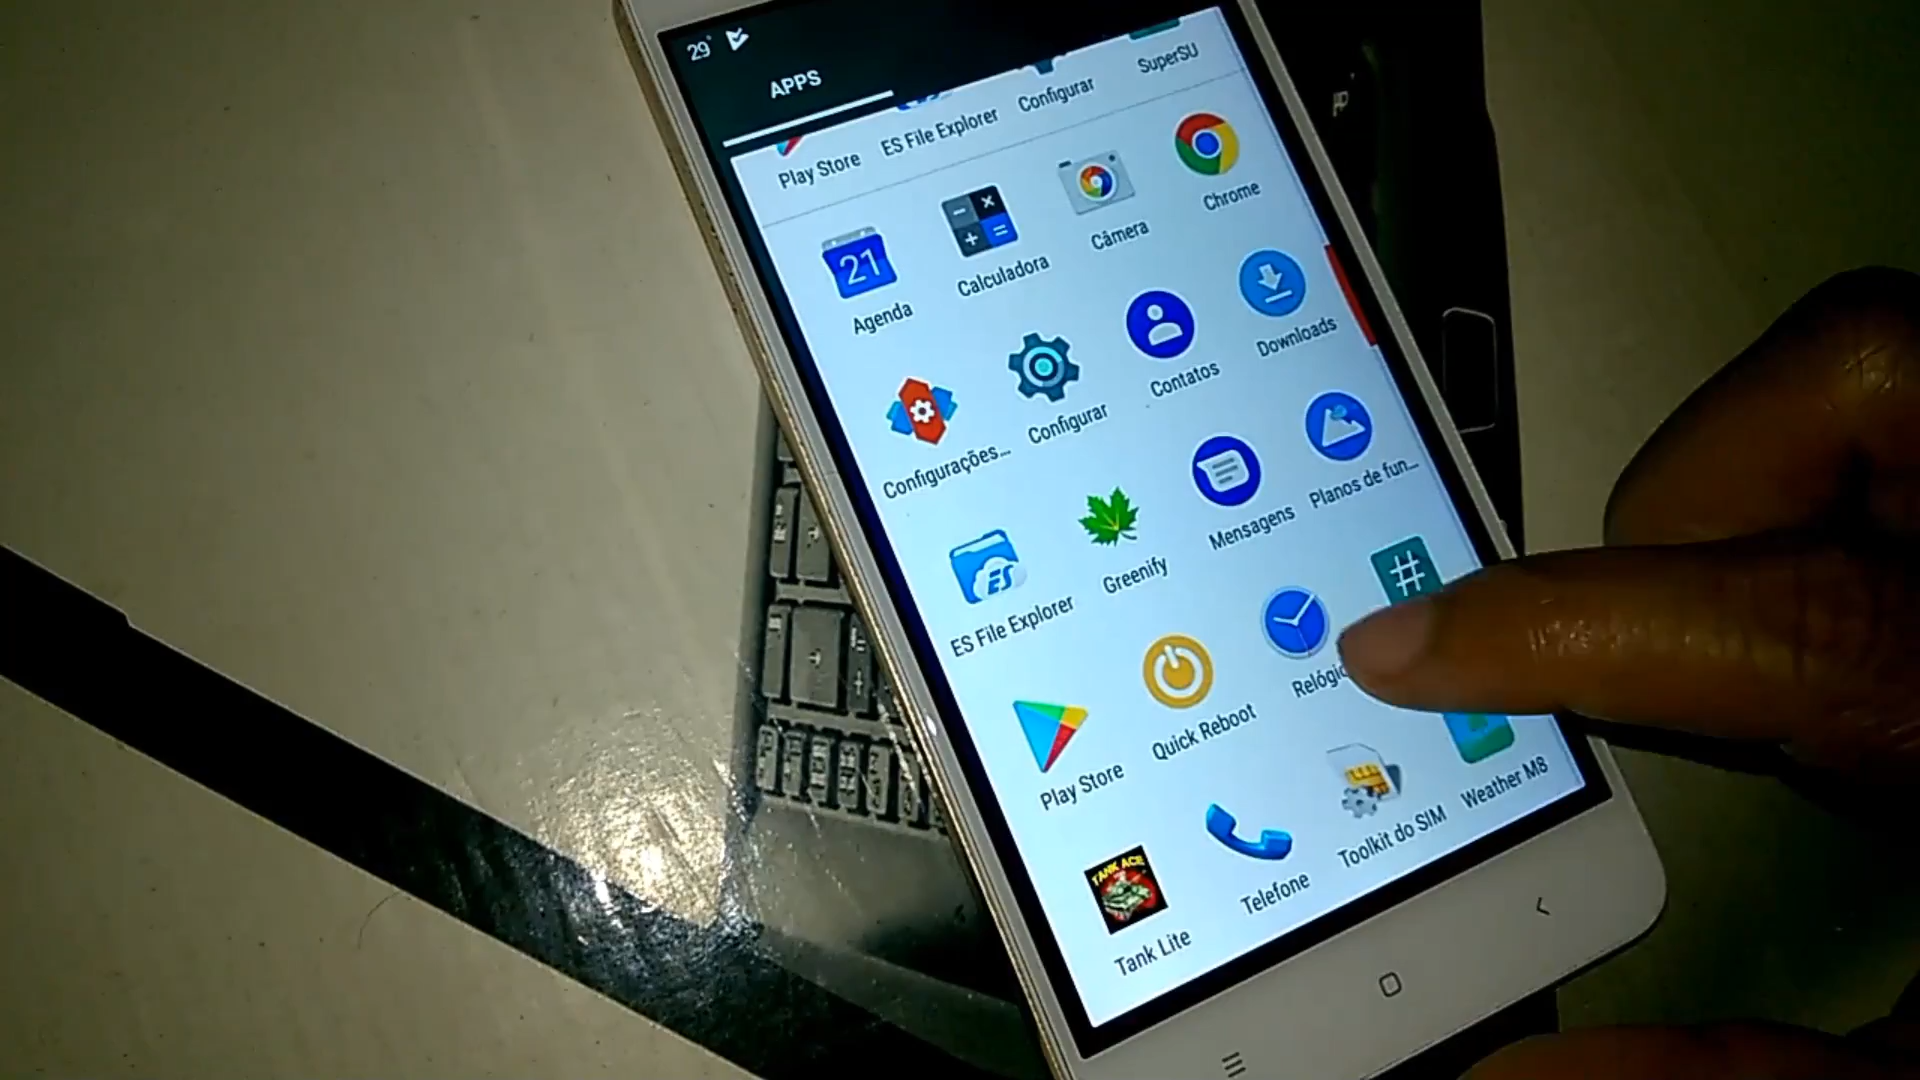 29°
APPS
Play Store
ES File Explorer
Configurar
SuperSU
Agenda
21
Calculadora
Câmera
Chrome
Configurações...
Configurar
Contatos
Downloads
ES File Explorer
ES
Greenify
Mensagens
Planos de fun...
Play Store
Quick Reboot
#
TANK ACE
Tank Lite
Telefone
Toolkit do SIM
Weather M8